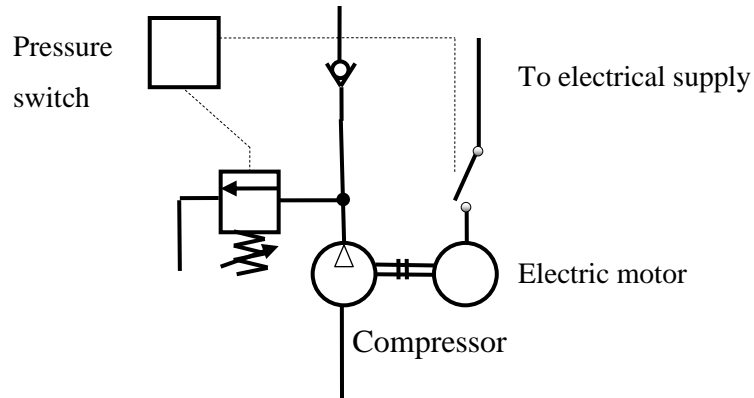 Pressure
switch
To electrical supply
Electric motor
Compressor